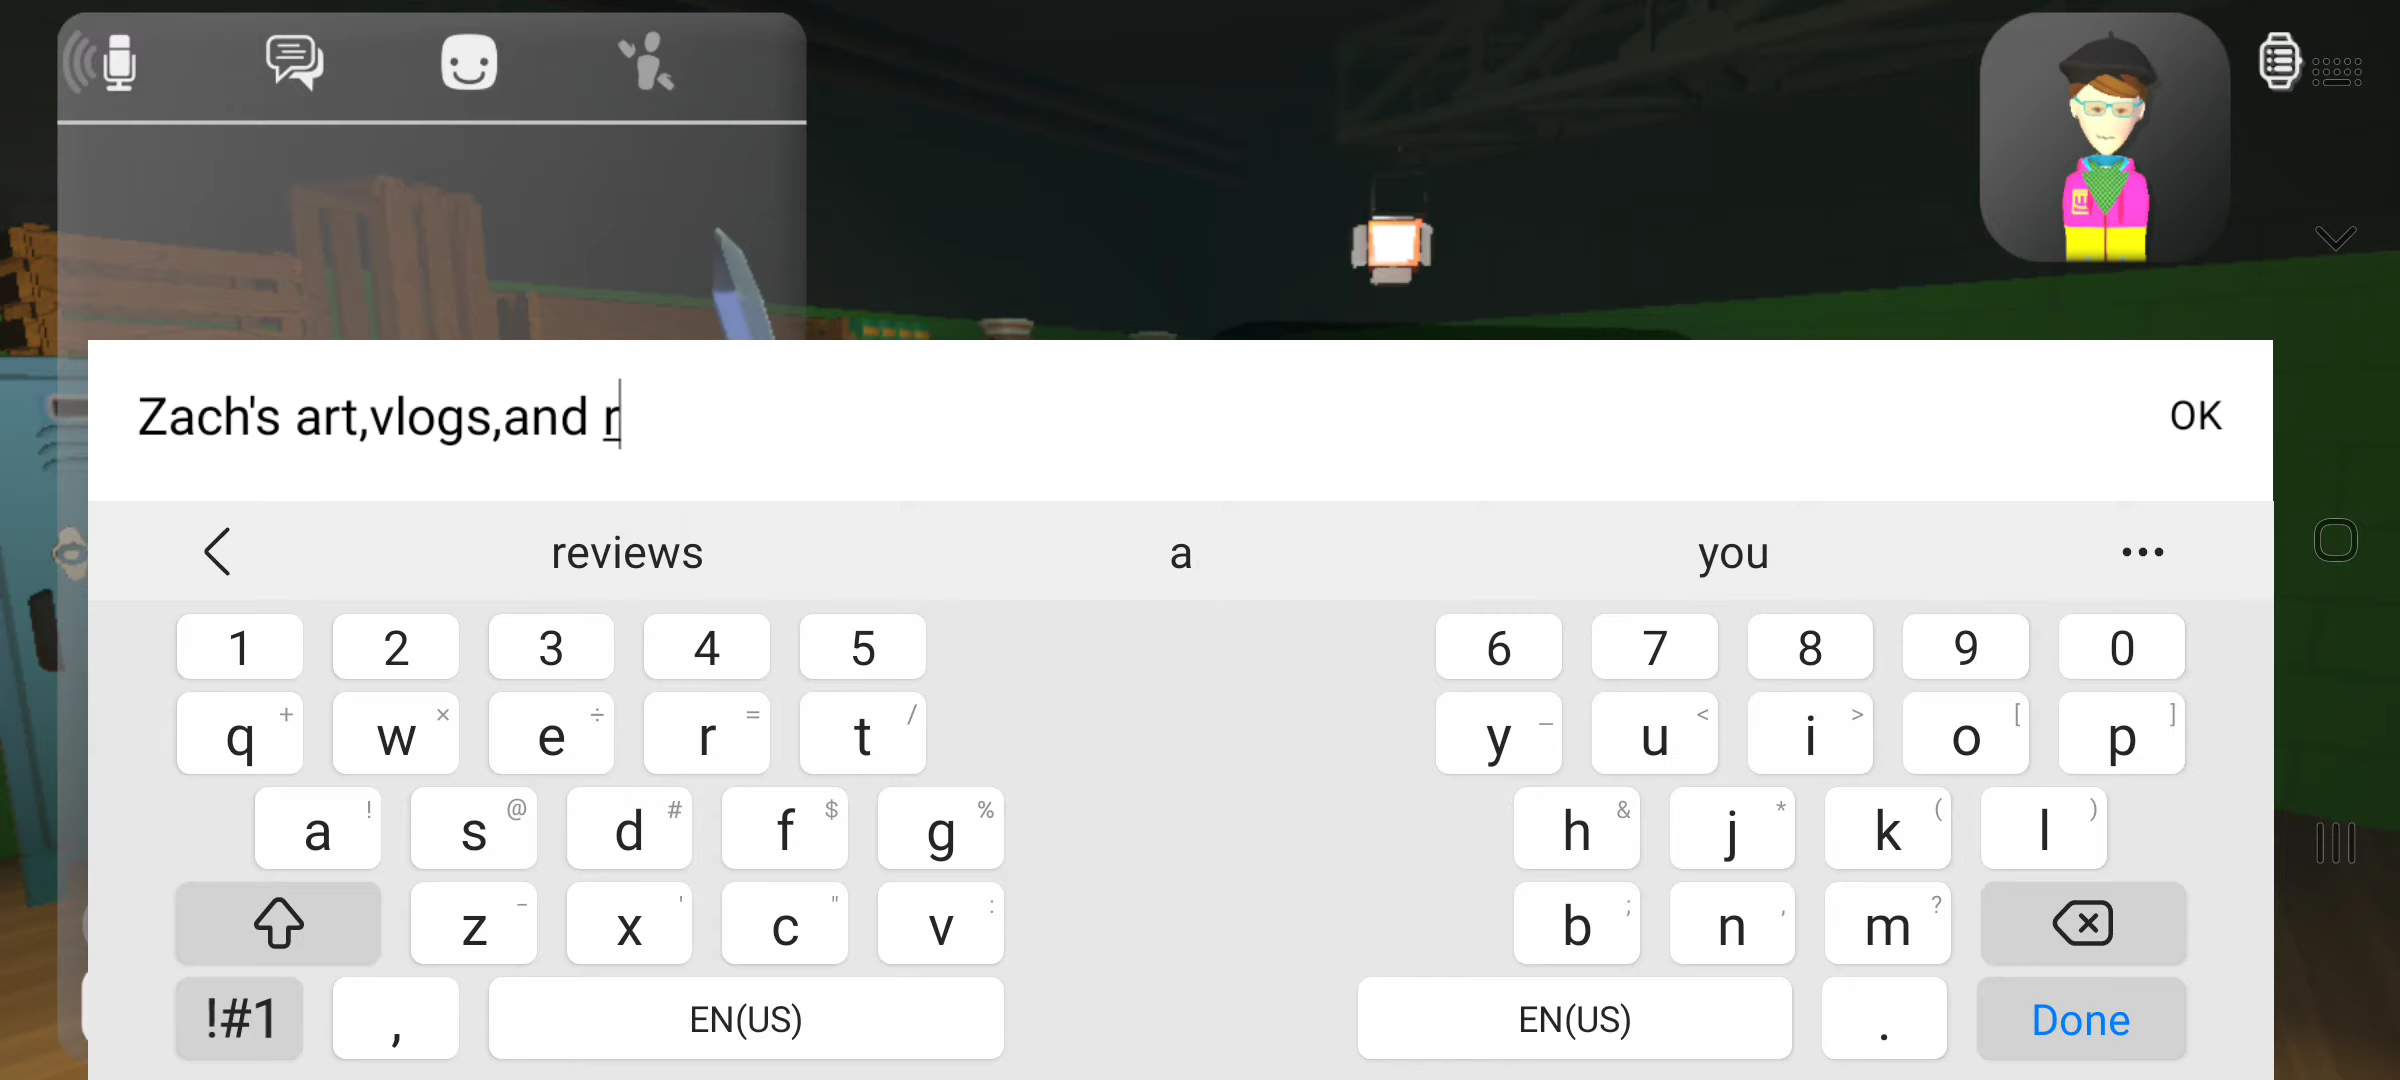 Zach's art,vlogs,and r
OK
reviews a you
1 2 3 4 5 6 7 8 9 0
q + w × e ÷ r = t / y _ u < i > o [ p ]
a ! s @ d # f $ g % h & j * k ( l )
z - x ' c " v : b ; n , m ?
!#1 , EN(US) EN(US) . Done